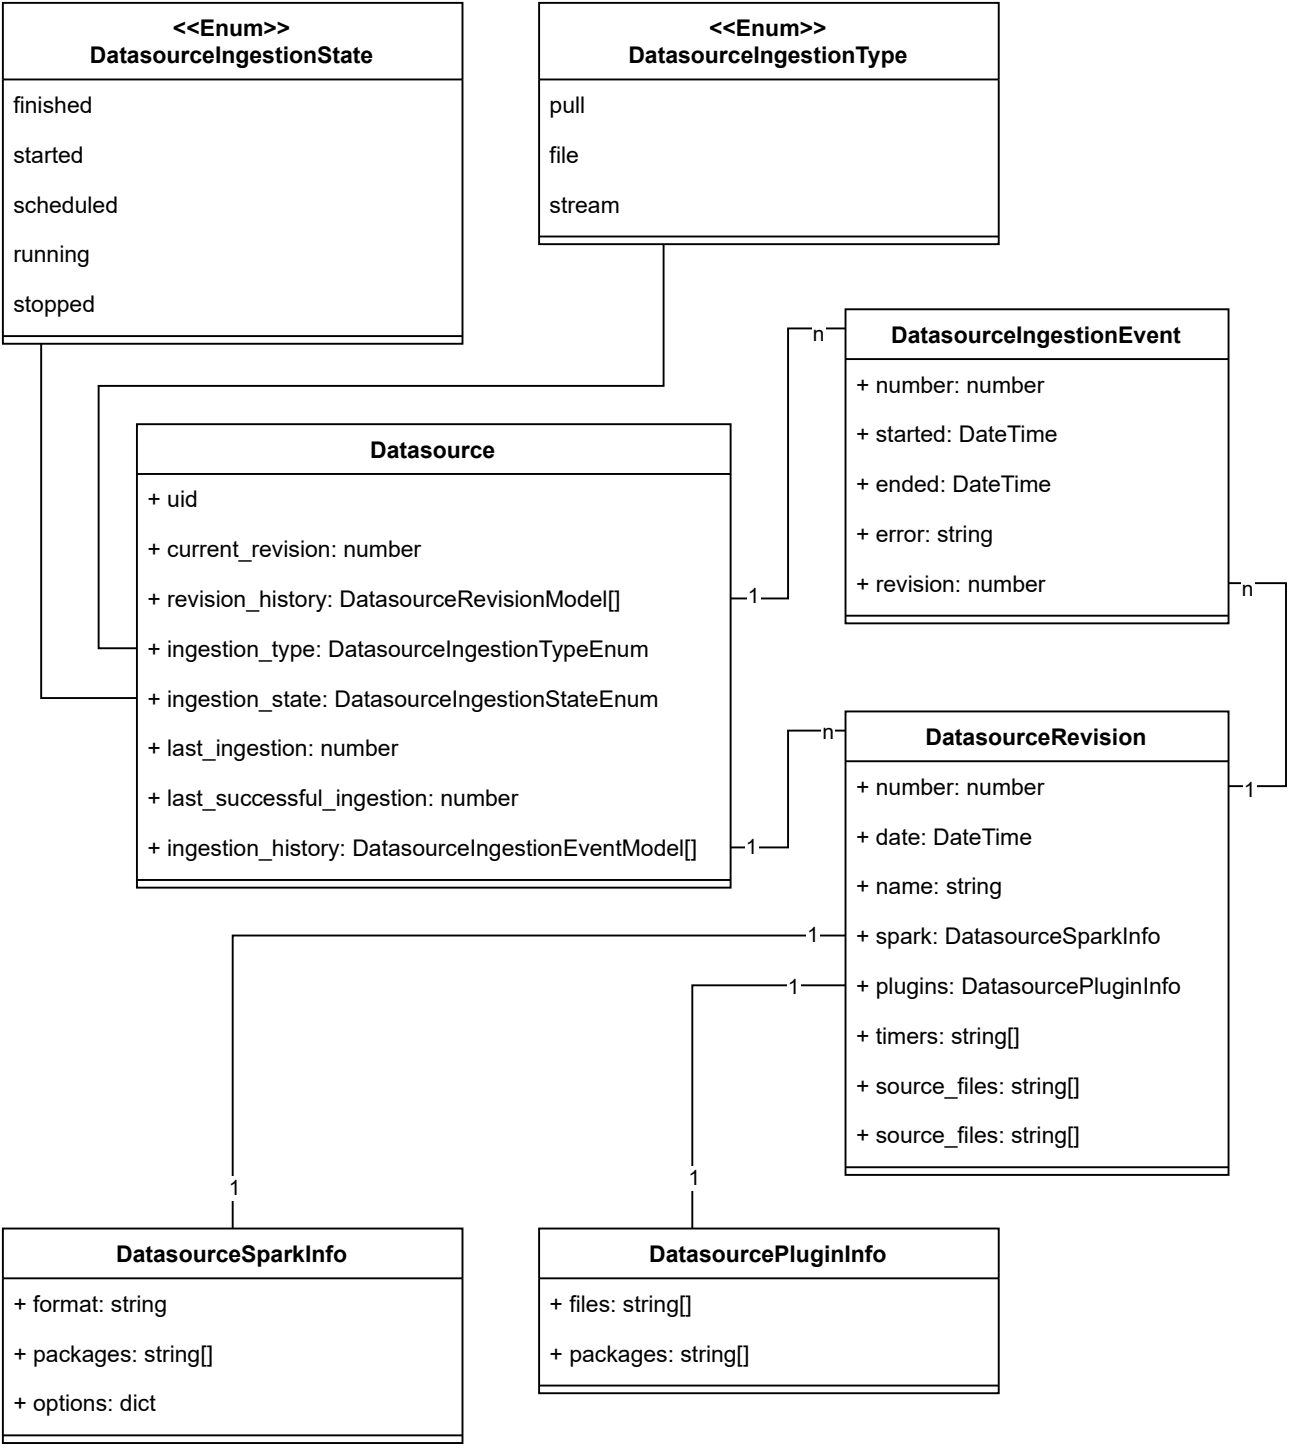 <<Enum>>
DatasourceIngestionState
finished
started
scheduled
running
stopped
<<Enum>>
DatasourceIngestionType
pull
file
stream
DatasourceIngestionEvent
+ number: number
+ started: DateTime
+ ended: DateTime
+ error: string
+ revision: number
n
n
Datasource
+ uid
+ current_revision: number
+ revision_history: DatasourceRevisionModel[]
+ ingestion_type: DatasourceIngestionTypeEnum
+ ingestion_state: DatasourceIngestionStateEnum
+ last_ingestion: number
+ last_successful_ingestion: number
+ ingestion_history: DatasourceIngestionEventModel[]
1
1
n
DatasourceRevision
+ number: number
+ date: DateTime
+ name: string
+ spark: DatasourceSparkInfo
+ plugins: DatasourcePluginInfo
+ timers: string[]
+ source_files: string[]
+ source_files: string[]
1
1
1
1
1
DatasourceSparkInfo
+ format: string
+ packages: string[]
+ options: dict
DatasourcePluginInfo
+ files: string[]
+ packages: string[]